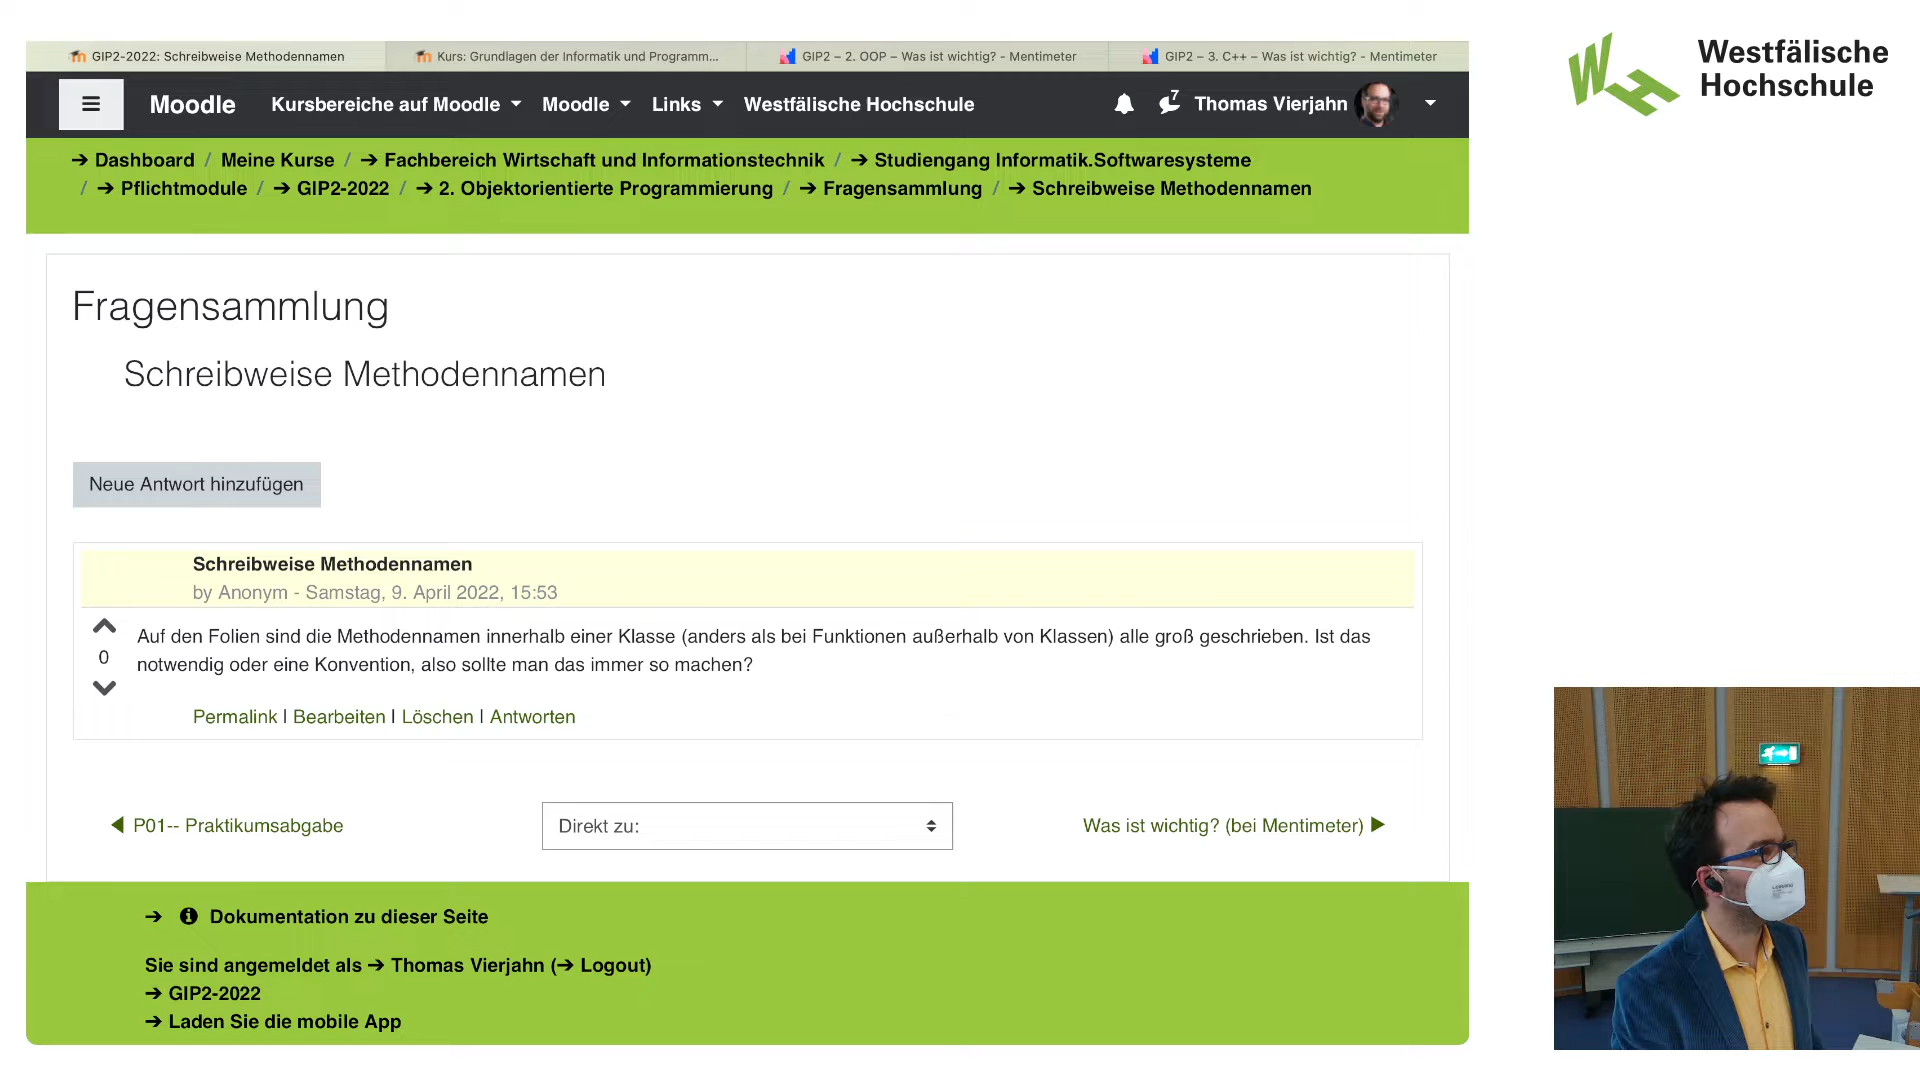 GIP2-2022: Schreibweise Methodennamen
Kurs: Grundlagen der Informatik und Programm...
GIP2 – 2. OOP – Was ist wichtig? - Mentimeter
GIP2 – 3. C++ – Was ist wichtig? - Mentimeter
Westfälische
Hochschule
Moodle
Kursbereiche auf Moodle
Moodle
Links
Westfälische Hochschule
7
Thomas Vierjahn
→ Dashboard / Meine Kurse / → Fachbereich Wirtschaft und Informationstechnik / → Studiengang Informatik.Softwaresysteme
/ → Pflichtmodule / → GIP2-2022 / → 2. Objektorientierte Programmierung / → Fragensammlung / → Schreibweise Methodennamen
Fragensammlung
Schreibweise Methodennamen
Neue Antwort hinzufügen
Schreibweise Methodennamen
by Anonym - Samstag, 9. April 2022, 15:53
0
Auf den Folien sind die Methodennamen innerhalb einer Klasse (anders als bei Funktionen außerhalb von Klassen) alle groß geschrieben. Ist das
notwendig oder eine Konvention, also sollte man das immer so machen?
Permalink | Bearbeiten | Löschen | Antworten
◀ P01-- Praktikumsabgabe
Direkt zu:
Was ist wichtig? (bei Mentimeter) ▶
→ Dokumentation zu dieser Seite
Sie sind angemeldet als → Thomas Vierjahn (→ Logout)
→ GIP2-2022
→ Laden Sie die mobile App